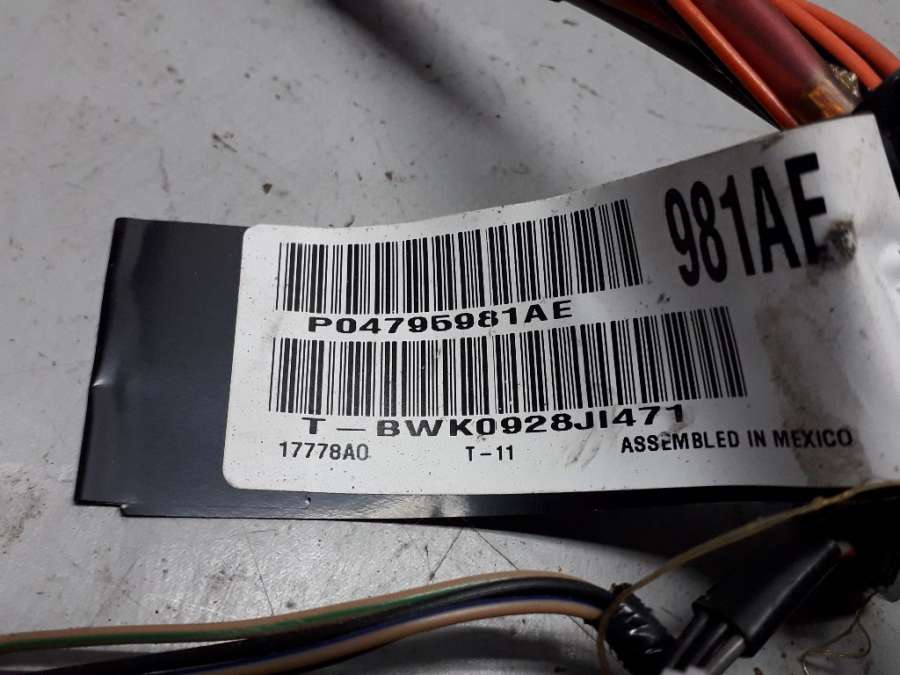 981AE
P04795981AE
T-BWK0928JI471
17778A0 T-11 ASSEMBLED IN MEXICO